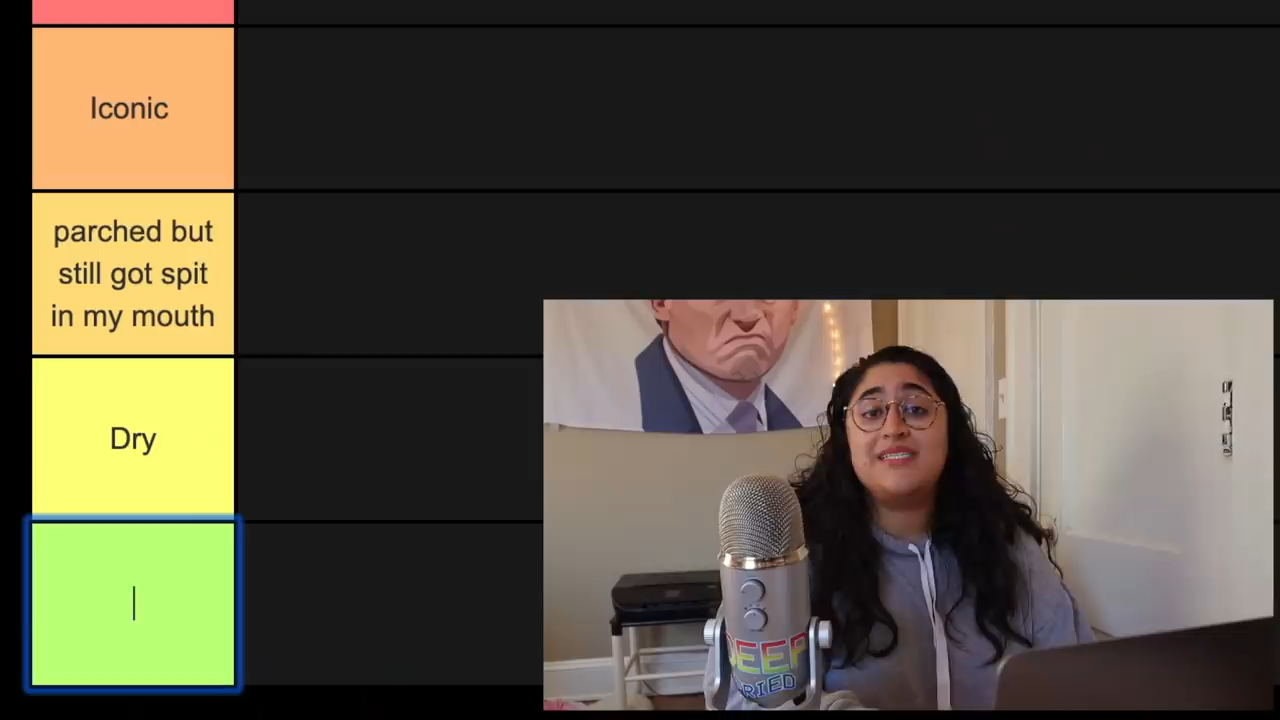 Iconic
parched but
still got spit
in my mouth
Dry
DEEP
FRIED